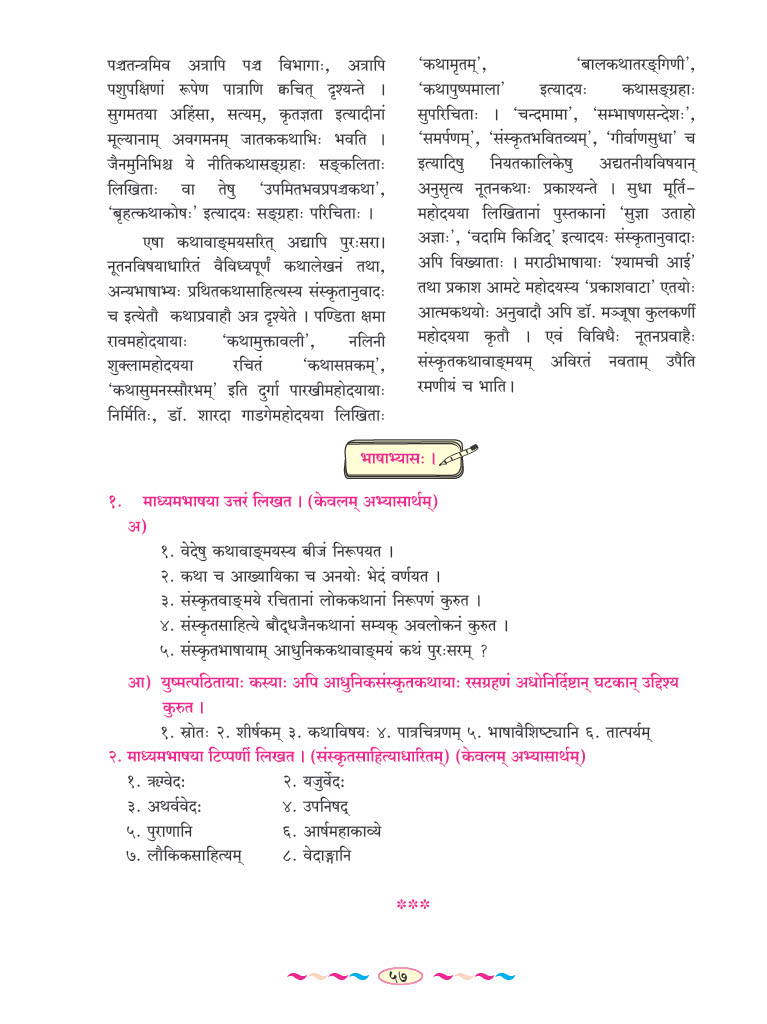 पञ्चतन्त्रमिव अत्रापि पञ्च विभागाः, अत्रापि
पशुपक्षिणां रूपेण पात्राणि क्वचित् दृश्यन्ते ।
सुगमतया अहिंसा, सत्यम्, कृतज्ञता इत्यादीनां
मूल्यानाम् अवगमनम् जातककथाभिः भवति ।
जैनमुनिभिश्च ये नीतिकथासङ्ग्रहाः सङ्कलिताः
लिखिताः वा तेषु ‘उपमितभवप्रपञ्चकथा’,
‘बृहत्कथाकोषः’ इत्यादयः सङ्ग्रहाः परिचिताः ।
एषा कथावाङ्मयसरित् अद्यापि पुरःसरा।
नूतनविषयाधारितं वैविध्यपूर्णं कथालेखनं तथा,
अन्यभाषाभ्यः प्रथितकथासाहित्यस्य संस्कृतानुवादः
च इत्येतौ कथाप्रवाहौ अत्र दृश्येते । पण्डिता क्षमा
रावमहोदयायाः ‘कथामुक्तावली’, नलिनी
शुक्लामहोदयया रचितं ‘कथासप्तकम्’,
‘कथासुमनस्सौरभम्’ इति दुर्गा पारखीमहोदयायाः
निर्मितिः, डॉ. शारदा गाडगेमहोदयया लिखिताः
‘कथामृतम्’, ‘बालकथातरङ्गिणी’,
‘कथापुष्पमाला’ इत्यादयः कथासङ्ग्रहाः
सुपरिचिताः । ‘चन्दमामा’, ‘सम्भाषणसन्देशः’,
‘समर्पणम्’, ‘संस्कृतभवितव्यम्’, ‘गीर्वाणसुधा’ च
इत्यादिषु नियतकालिकेषु अद्यतनीयविषयान्
अनुसृत्य नूतनकथाः प्रकाश्यन्ते । सुधा मूर्ति-
महोदयया लिखितानां पुस्तकानां ‘सुज्ञा उताहो
अज्ञाः’, ‘वदामि किञ्चिद्’ इत्यादयः संस्कृतानुवादाः
अपि विख्याताः । मराठीभाषायाः ‘श्यामची आई’
तथा प्रकाश आमटे महोदयस्य ‘प्रकाशवाटा’ एतयोः
आत्मकथयोः अनुवादौ अपि डॉ. मञ्जूषा कुलकर्णी
महोदयया कृतौ । एवं विविधैः नूतनप्रवाहैः
संस्कृतकथावाङ्मयम् अविरतं नवताम् उपैति
रमणीयं च भाति।
भाषाभ्यासः ।
१. माध्यमभाषया उत्तरं लिखत । (केवलम् अभ्यासार्थम्)
अ)
१. वेदेषु कथावाङ्मयस्य बीजं निरूपयत ।
२. कथा च आख्यायिका च अनयोः भेदं वर्णयत ।
३. संस्कृतवाङ्मये रचितानां लोककथानां निरूपणं कुरुत ।
४. संस्कृतसाहित्ये बौद्धजैनकथानां सम्यक् अवलोकनं कुरुत ।
५. संस्कृतभाषायाम् आधुनिककथावाङ्मयं कथं पुरःसरम् ?
आ) युष्मत्पठितायाः कस्याः अपि आधुनिकसंस्कृतकथायाः रसग्रहणं अधोनिर्दिष्टान् घटकान् उद्दिश्य
कुरुत ।
१. स्रोतः २. शीर्षकम् ३. कथाविषयः ४. पात्रचित्रणम् ५. भाषावैशिष्ट्यानि ६. तात्पर्यम्
२. माध्यमभाषया टिप्पणीं लिखत । (संस्कृतसाहित्याधारितम्) (केवलम् अभ्यासार्थम्)
१. ऋग्वेदः २. यजुर्वेदः
३. अथर्ववेदः ४. उपनिषद्
५. पुराणानि ६. आर्षमहाकाव्ये
७. लौकिकसाहित्यम् ८. वेदाङ्गानि
***
५७